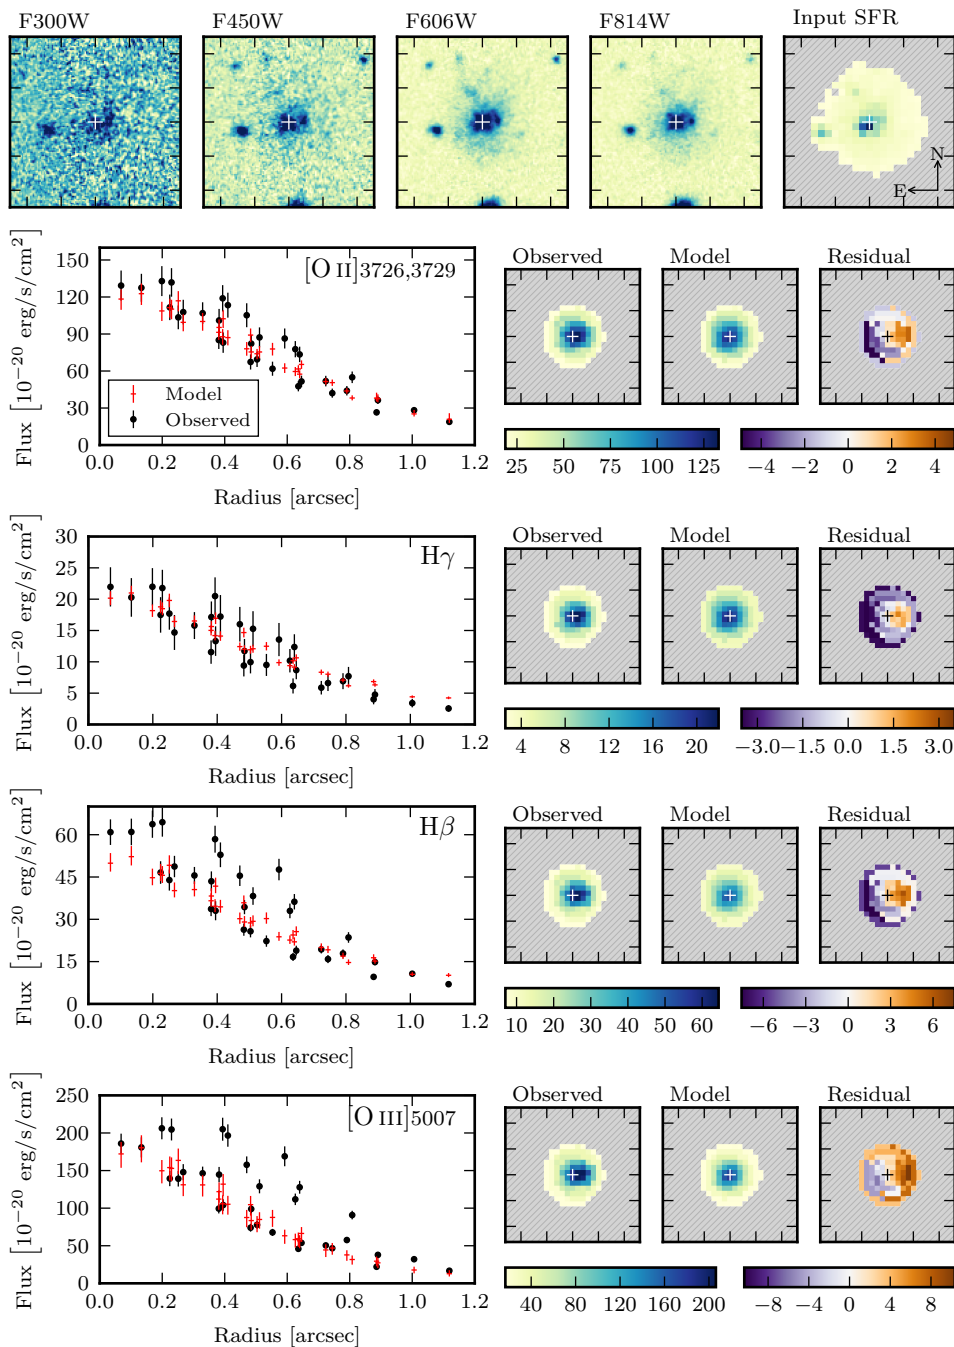 F300W F450W F606W F814W Input SFR
N
E
[O II]3726,3729
Flux [10−20 erg/s/cm2]
150
120
90
60
30
0
Model
Observed
0.0 0.2 0.4 0.6 0.8 1.0 1.2
Radius [arcsec]
Observed Model Residual
25 50 75 100 125
−4 −2 0 2 4
Hγ
Flux [10−20 erg/s/cm2]
30
25
20
15
10
5
0
0.0 0.2 0.4 0.6 0.8 1.0 1.2
Radius [arcsec]
Observed Model Residual
4 8 12 16 20
−3.0 −1.5 0.0 1.5 3.0
Hβ
Flux [10−20 erg/s/cm2]
60
45
30
15
0
0.0 0.2 0.4 0.6 0.8 1.0 1.2
Radius [arcsec]
Observed Model Residual
10 20 30 40 50 60
−6 −3 0 3 6
[O III]5007
Flux [10−20 erg/s/cm2]
250
200
150
100
50
0
0.0 0.2 0.4 0.6 0.8 1.0 1.2
Radius [arcsec]
Observed Model Residual
40 80 120 160 200
−8 −4 0 4 8